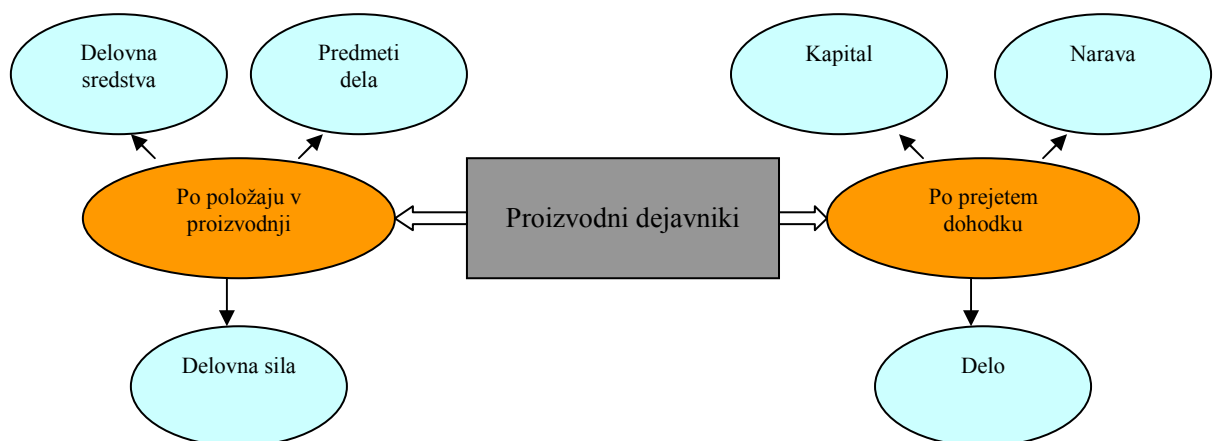 Delovna
sredstva
Predmeti
dela
Kapital
Narava
Po položaju v
proizvodnji
Proizvodni dejavniki
Po prejetem
dohodku
Delovna sila
Delo